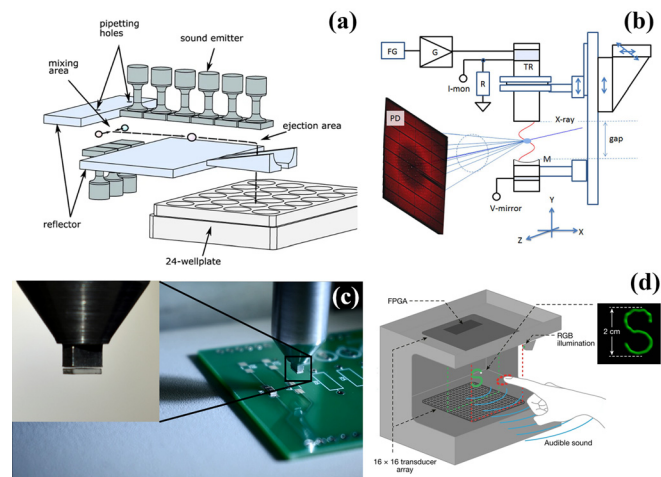 (a)
pipetting
holes
mixing
area
sound emitter
ejection area
reflector
24-wellplate
(b)
FG
G
TR
I-mon
R
PD
X-ray
gap
M
V-mirror
Y
X
Z
(c)
(d)
FPGA
2 cm
RGB
illumination
Audible sound
16 × 16 transducer
array